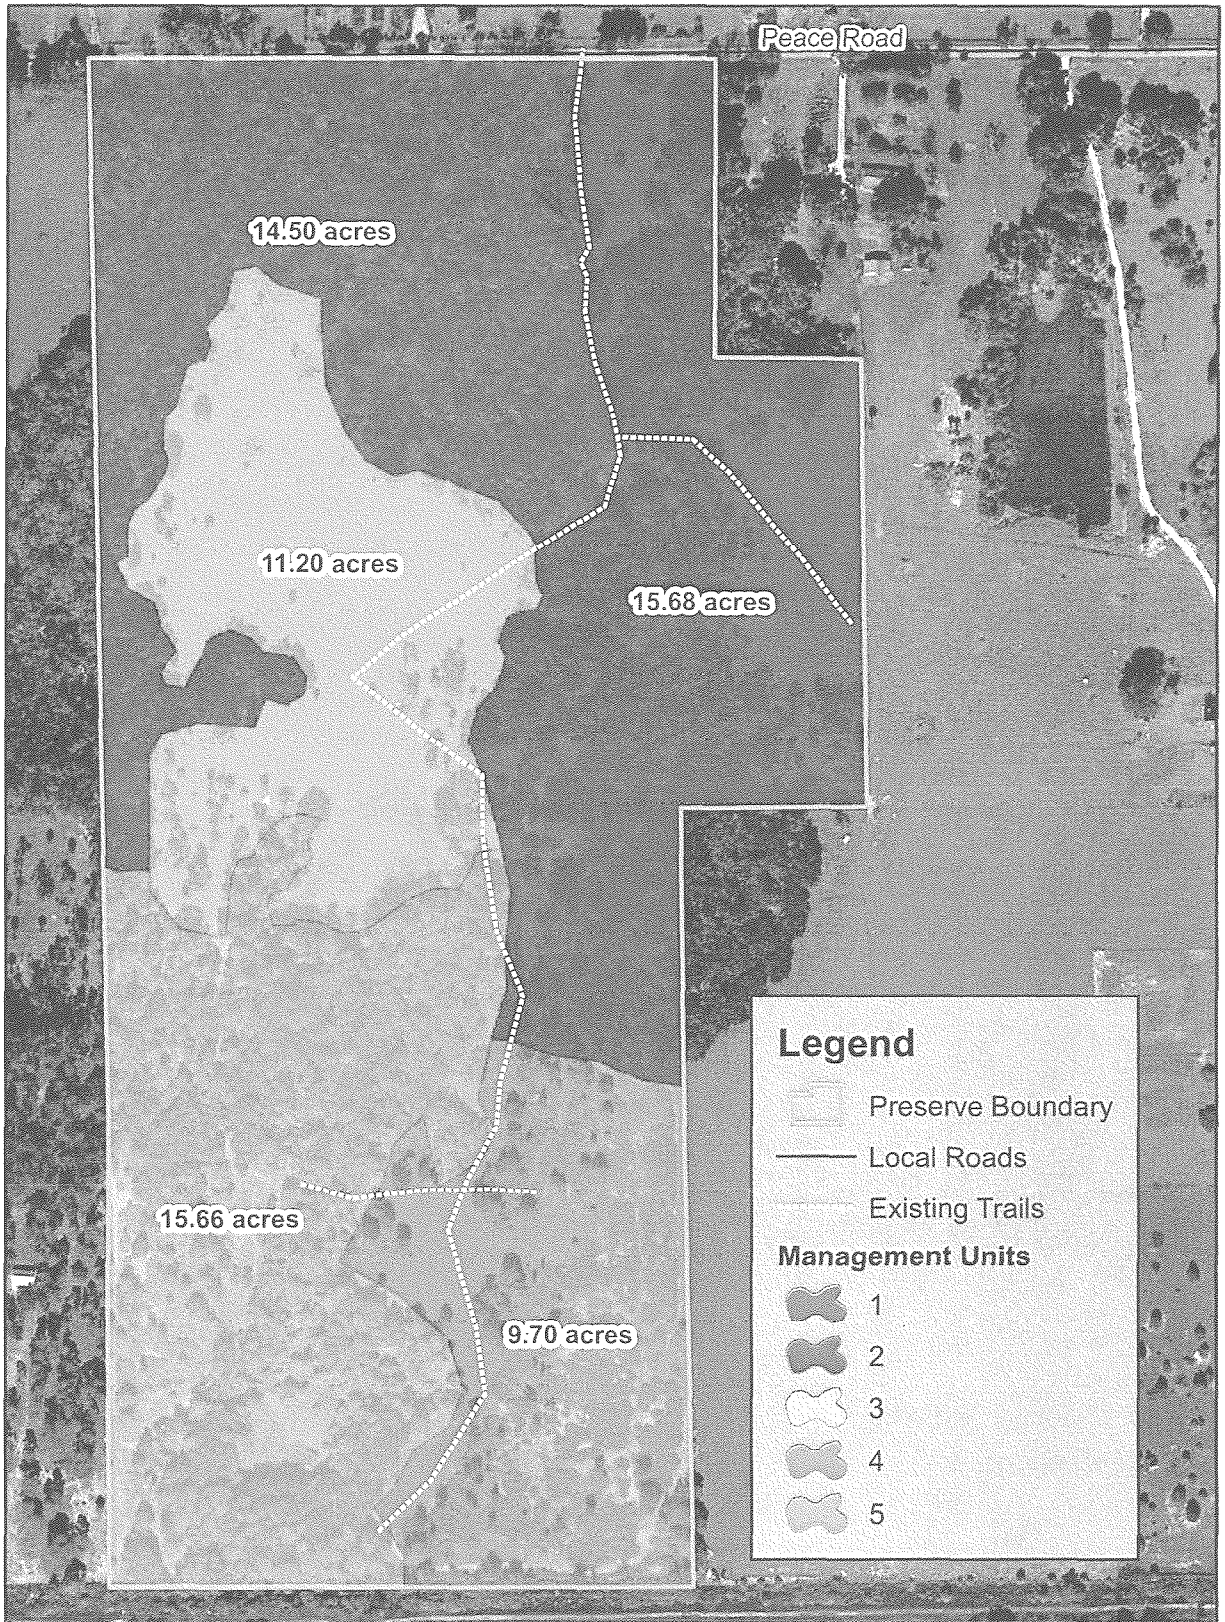 Peace Road
14.50 acres
11.20 acres
15.68 acres
15.66 acres
9.70 acres
Legend
Preserve Boundary
Local Roads
Existing Trails
Management Units
1
2
3
4
5